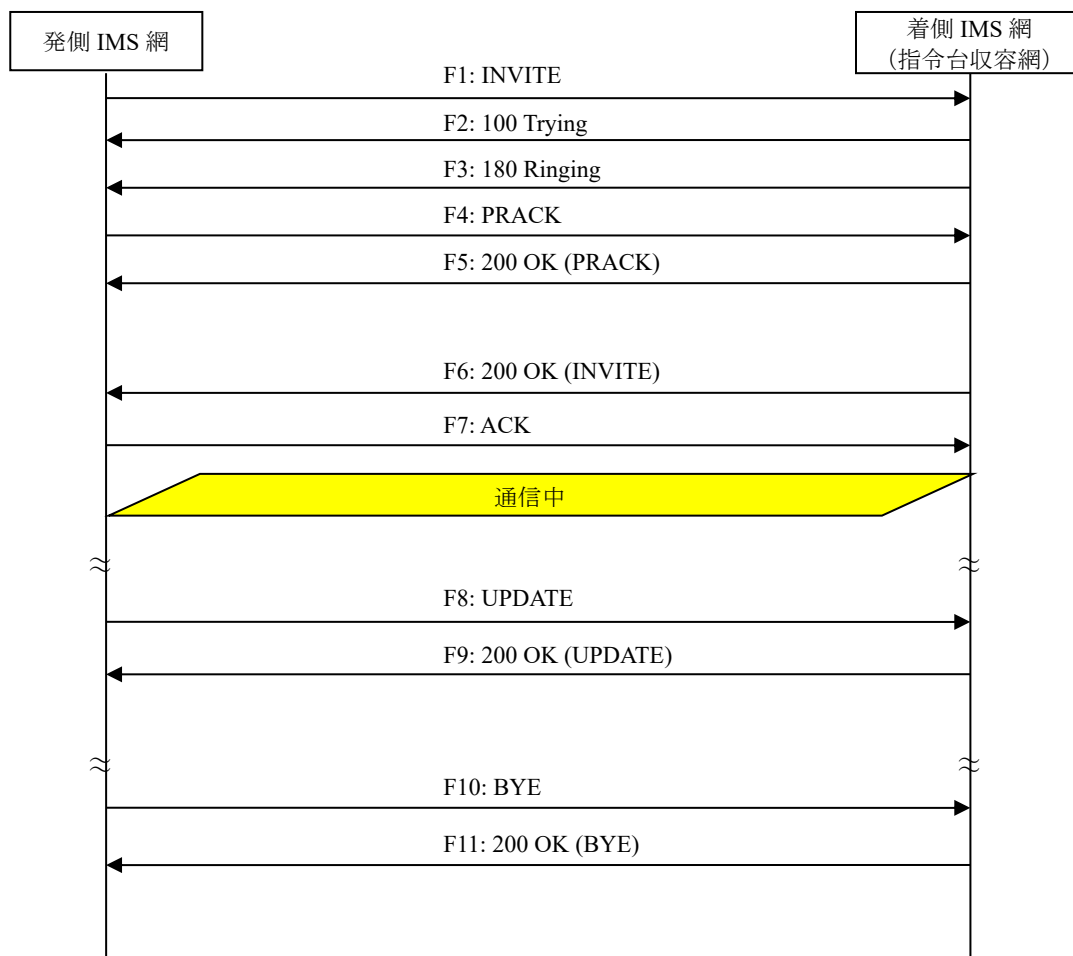 発側 IMS 網
着側 IMS 網
（指令台収容網）
F1: INVITE
F2: 100 Trying
F3: 180 Ringing
F4: PRACK
F5: 200 OK (PRACK)
F6: 200 OK (INVITE)
F7: ACK
通信中
F8: UPDATE
F9: 200 OK (UPDATE)
F10: BYE
F11: 200 OK (BYE)